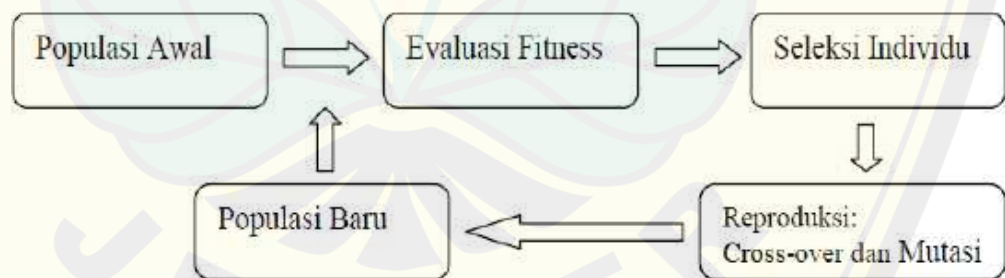 Populasi Awal
Evaluasi Fitness
Seleksi Individu
Populasi Baru
Reproduksi:
Cross-over dan Mutasi